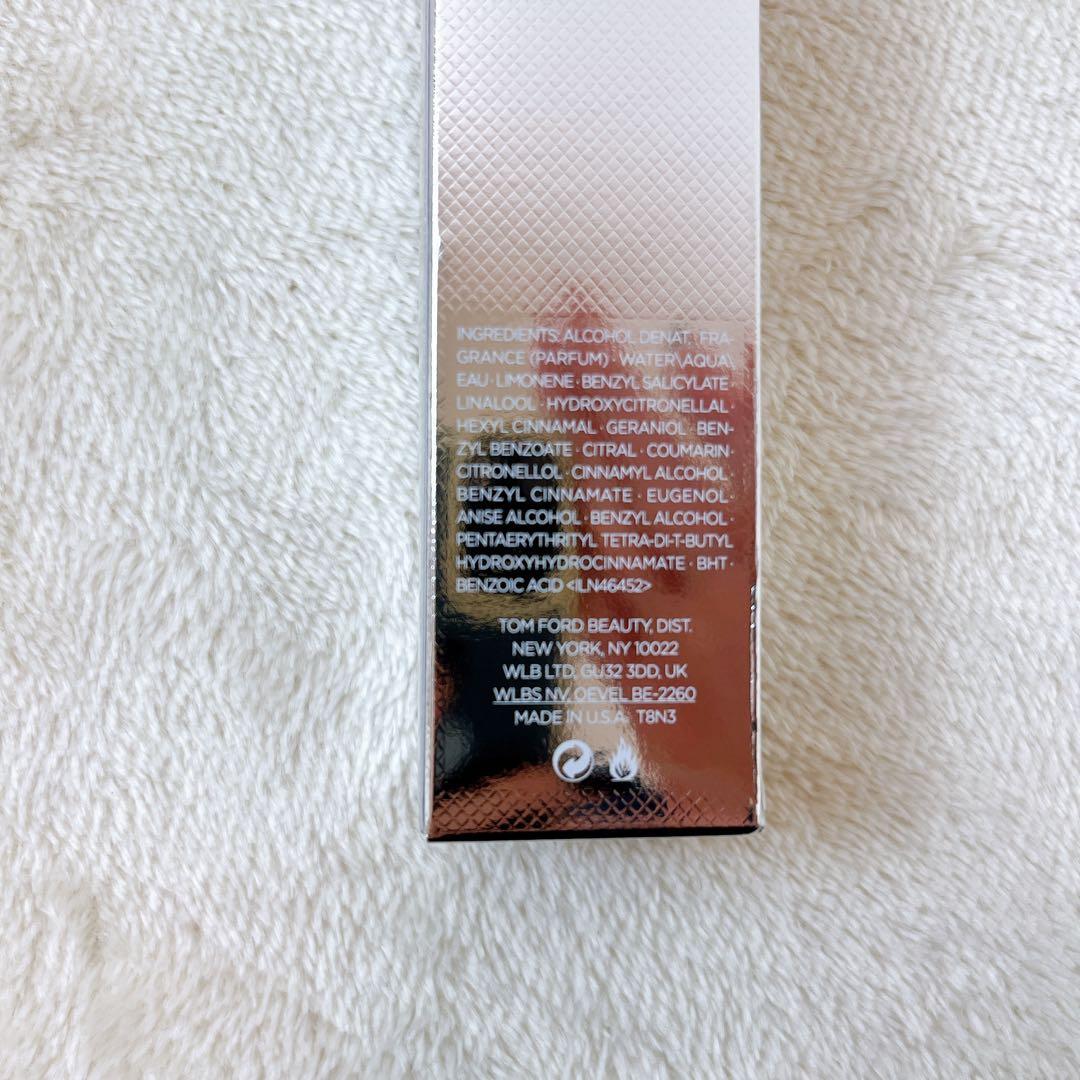 INGREDIENTS: ALCOHOL DENAT. · FRA
GRANCE (PARFUM) · WATER\AQUA\
EAU · LIMONENE · BENZYL SALICYLATE
LINALOOL · HYDROXYCITRONELLAL ·
HEXYL CINNAMAL · GERANIOL · BEN-
ZYL BENZOATE · CITRAL · COUMARIN ·
CITRONELLOL · CINNAMYL ALCOHOL ·
BENZYL CINNAMATE · EUGENOL ·
ANISE ALCOHOL · BENZYL ALCOHOL ·
PENTAERYTHRITYL TETRA-DI-T-BUTYL
HYDROXYHYDROCINNAMATE · BHT ·
BENZOIC ACID <ILN46452>
TOM FORD BEAUTY, DIST.
NEW YORK, NY 10022
WLB LTD. GU32 3DD, UK
WLBS NV. OEVEL BE-2260
MADE IN U.S.A. T8N3